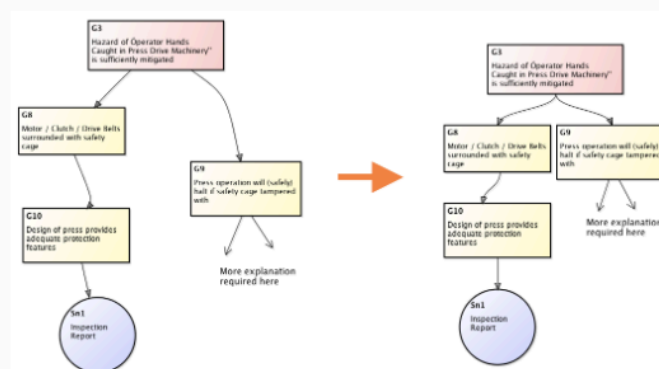 G3
Hazard of Operator Hands
Caught in Press Drive Machinery"
is sufficiently mitigated
G8
Motor / Clutch / Drive Belts
surrounded with safety
cage
G9
Press operation will (safely)
halt if safety cage tampered
with
G10
Design of press provides
adequate protection
features
More explanation
required here
Sn1
Inspection
Report
G3
Hazard of Operator Hands
Caught in Press Drive Machinery"
is sufficiently mitigated
G8
Motor / Clutch / Drive Belts
surrounded with safety
cage
G9
Press operation will (safely)
halt if safety cage tampered
with
G10
Design of press provides
adequate protection
features
More explanation
required here
Sn1
Inspection
Report